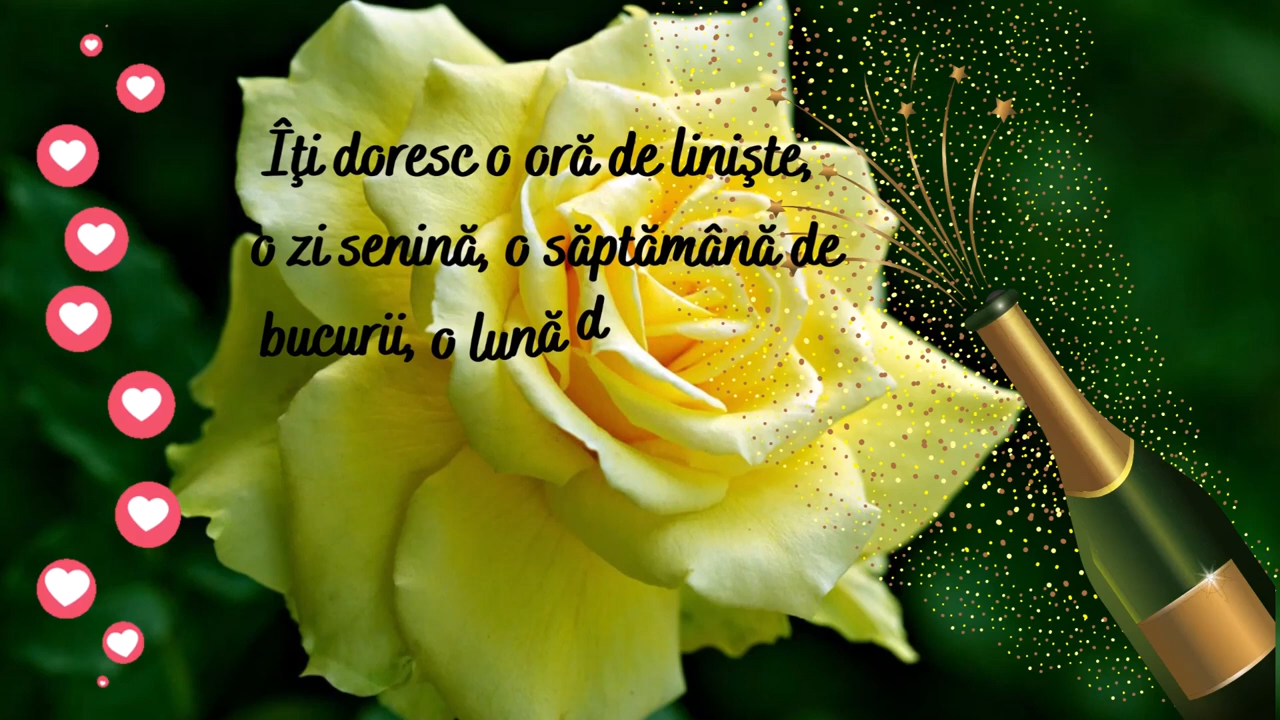 Îţi doresc o oră de linişte,
o zi senină, o săptămână de
bucurii, o lună d